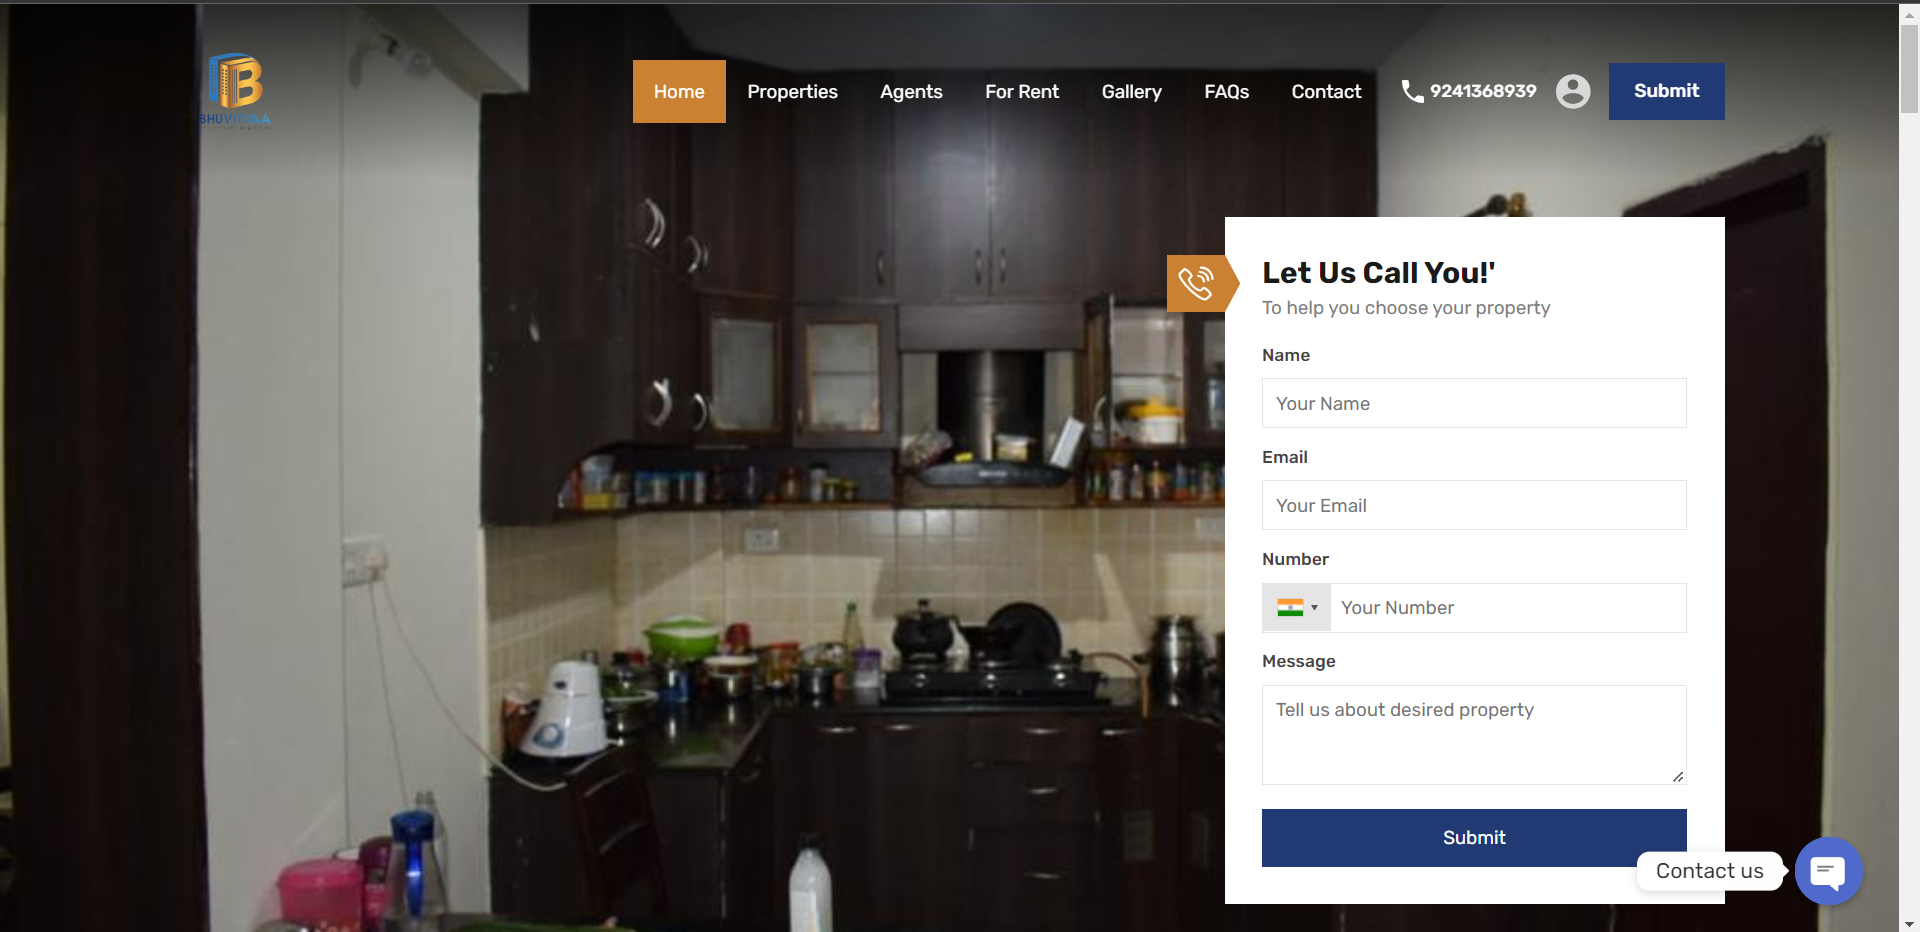 Home Properties Agents For Rent Gallery FAQs Contact 9241368939 Submit
Let Us Call You!'
To help you choose your property
Name
Your Name
Email
Your Email
Number
Your Number
Message
Tell us about desired property
Submit
Contact us